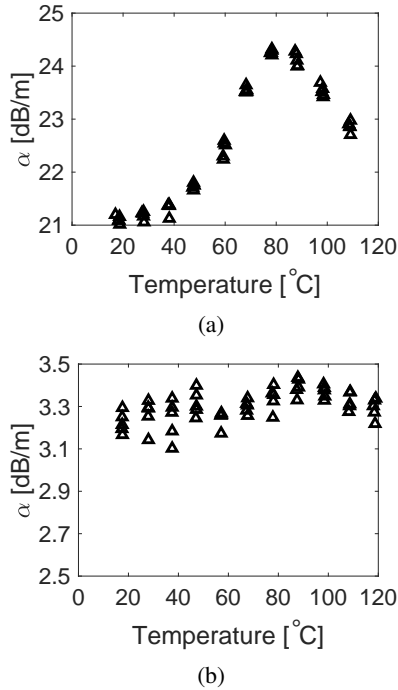 25
24
23
22
21
α [dB/m]
0 20 40 60 80 100 120
Temperature [°C]
(a)
3.5
3.3
3.1
2.9
2.7
2.5
α [dB/m]
20 40 60 80 100 120
Temperature [°C]
(b)